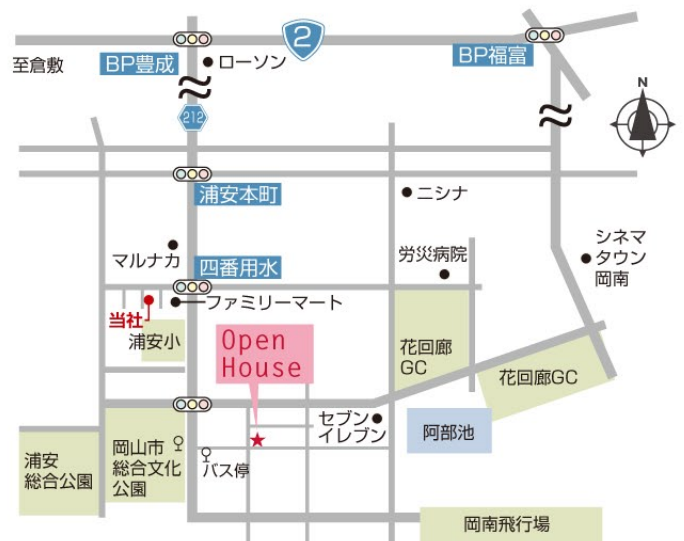 2
至倉敷
BP豊成
ローソン
BP福富
N
212
浦安本町
ニシナ
マルナカ
四番用水
労災病院
シネマ
タウン
岡南
当社
ファミリーマート
浦安小
Open
House
花回廊
GC
花回廊GC
セブン
イレブン
阿部池
浦安
総合公園
岡山市
総合文化
公園
バス停
岡南飛行場